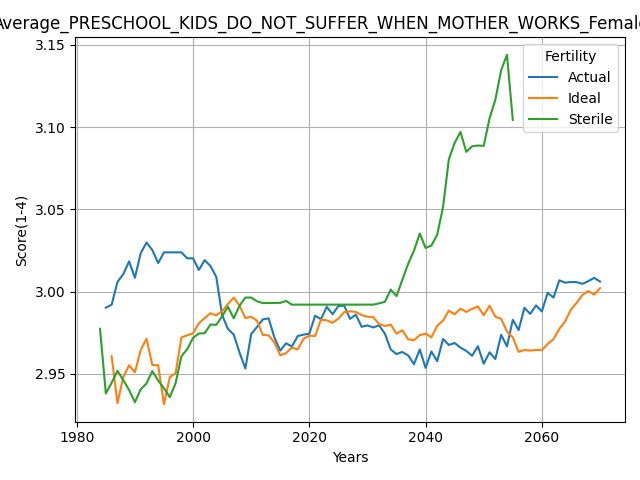 Average_PRESCHOOL_KIDS_DO_NOT_SUFFER_WHEN_MOTHER_WORKS_Female
3.15
3.10
3.05
3.00
2.95
Score(1-4)
Fertility
Actual
Ideal
Sterile
1980
2000
2020
2040
2060
Years